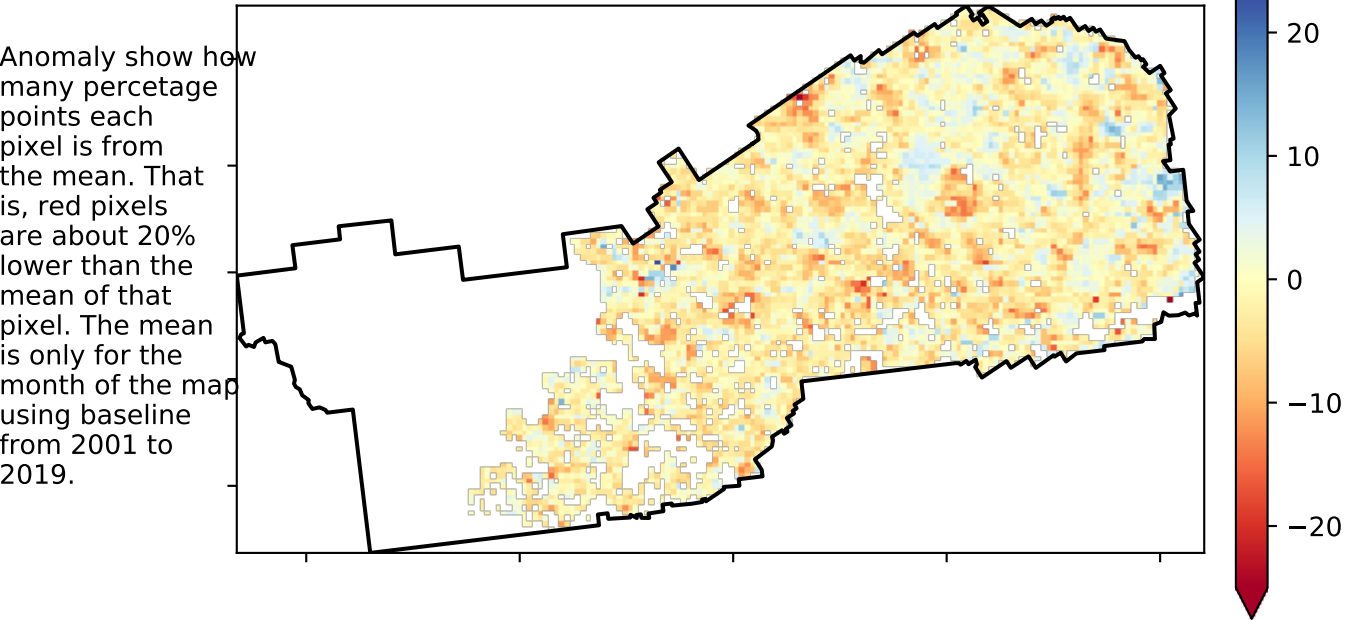 Anomaly show how
many percetage
points each
pixel is from
the mean. That
is, red pixels
are about 20%
lower than the
mean of that
pixel. The mean
is only for the
month of the map
using baseline
from 2001 to
2019.
20
10
0
−10
−20